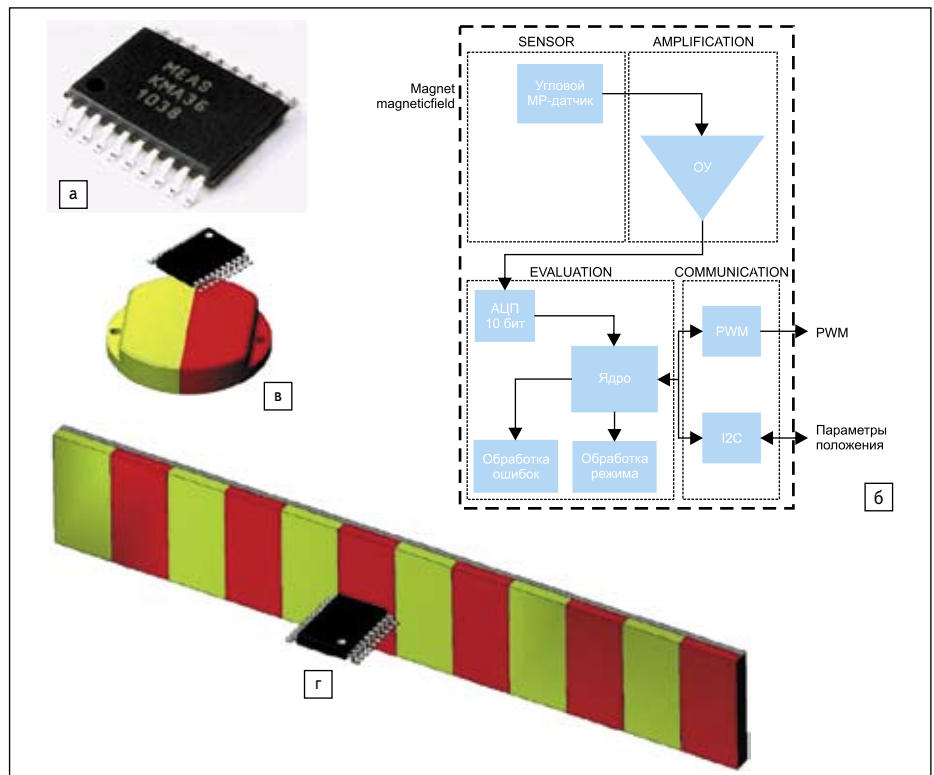 MEAS
KMA36
1038
а
SENSOR
AMPLIFICATION
Magnet
magneticfield
Угловой
МР-датчик
ОУ
EVALUATION
COMMUNICATION
АЦП
10 бит
PWM
PWM
Ядро
I2C
Параметры
положения
Обработка
ошибок
Обработка
режима
б
в
г